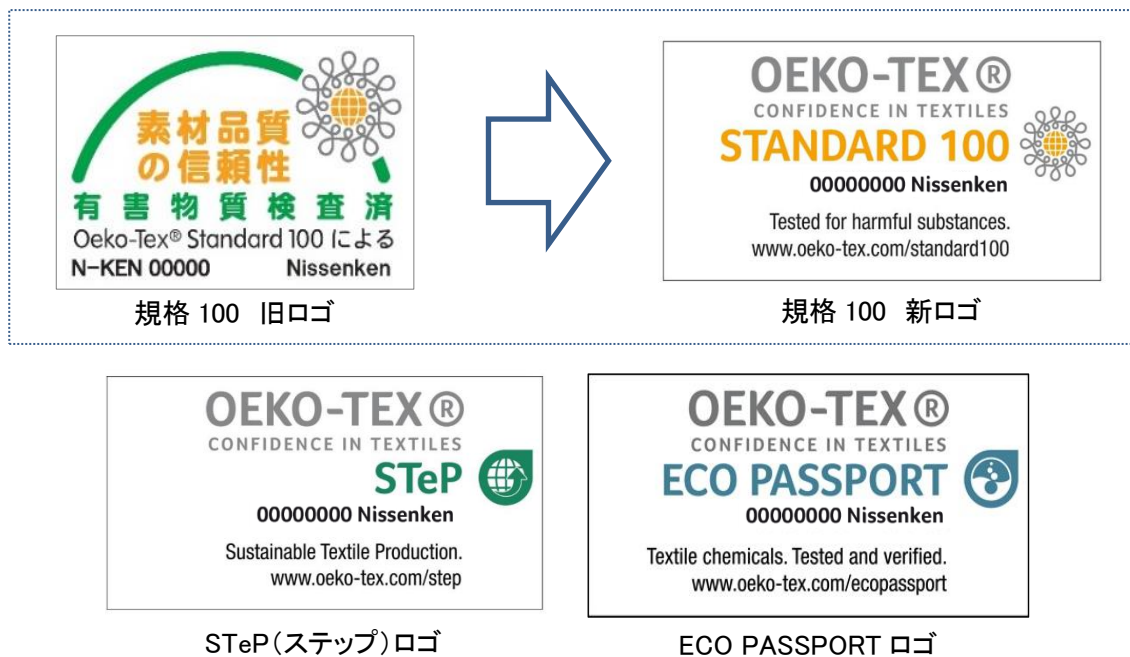 素材品質
の信頼性
有害物質検査済
Oeko-Tex® Standard 100 による
N-KEN 00000 Nissenken
規格 100 旧ロゴ
OEKO-TEX®
CONFIDENCE IN TEXTILES
STANDARD 100
00000000 Nissenken
Tested for harmful substances.
www.oeko-tex.com/standard100
規格 100 新ロゴ
OEKO-TEX®
CONFIDENCE IN TEXTILES
STeP
00000000 Nissenken
Sustainable Textile Production.
www.oeko-tex.com/step
STeP(ステップ)ロゴ
OEKO-TEX®
CONFIDENCE IN TEXTILES
ECO PASSPORT
00000000 Nissenken
Textile chemicals. Tested and verified.
www.oeko-tex.com/ecopassport
ECO PASSPORT ロゴ